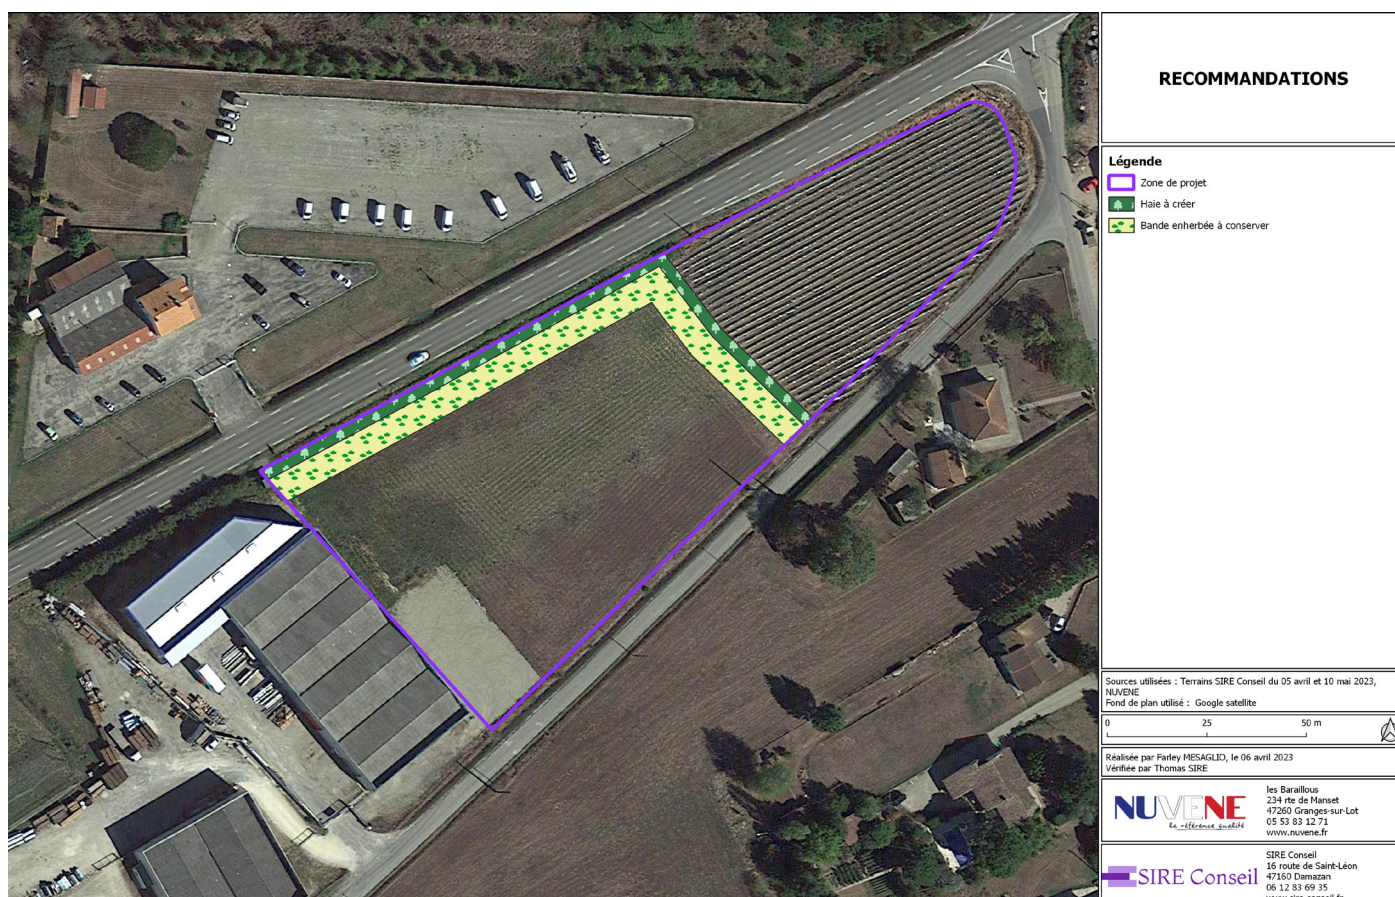 RECOMMANDATIONS
Légende
Zone de projet
Haie à créer
Bande enherbée à conserver
Sources utilisées : Terrains SIRE Conseil du 05 avril et 10 mai 2023,
NUVENE
Fond de plan utilisé : Google satellite
0 25 50 m
Réalisée par Farley MESAGLIO, le 06 avril 2023
Vérifiée par Thomas SIRE
NUVENE
la référence qualité
les Baraillous
234 rte de Manset
47260 Granges-sur-Lot
05 53 83 12 71
www.nuvene.fr
SIRE Conseil
SIRE Conseil
16 route de Saint-Léon
47160 Damazan
06 12 83 69 35
www.sire-conseil.fr